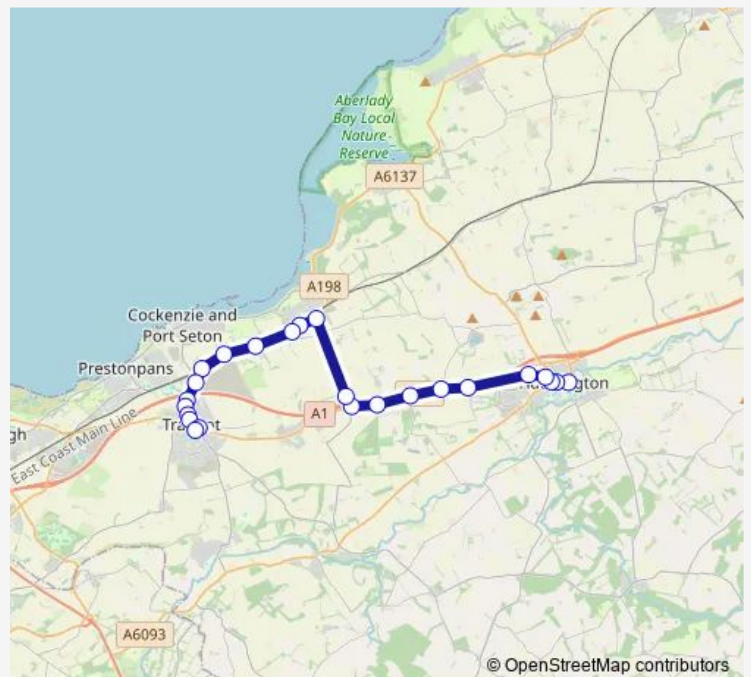 Aberlady
Bay Local
Nature
Reserve
A6137
A198
Cockenzie and
Port Seton
Prestonpans
A1
East Coast Main Line
A6093
© OpenStreetMap contributors